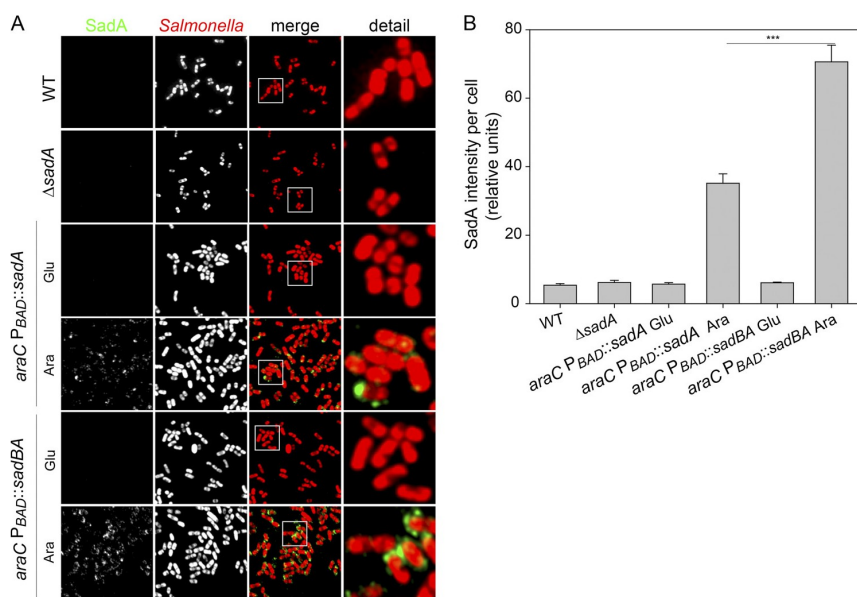 A
SadA Salmonella merge detail
WT
ΔsadA
araC PBAD::sadA
Glu
Ara
araC PBAD::sadBA
Glu
Ara
B
SadA intensity per cell
(relative units)
80
60
40
20
0
***
WT
ΔsadA
araC PBAD::sadA Glu
araC PBAD::sadA Ara
araC PBAD::sadBA Glu
araC PBAD::sadBA Ara